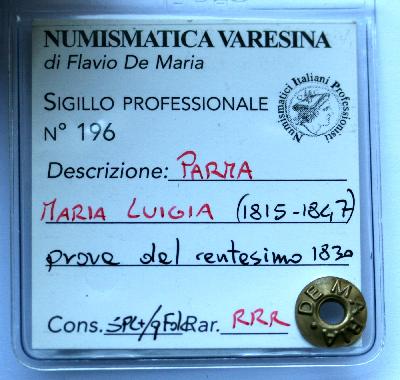 NUMISMATICA VARESINA
di Flavio De Maria
SIGILLO PROFESSIONALE
N° 196
Numismatici Italiani Professionisti
Descrizione: PARMA
MARIA LUIGIA (1815-1847)
prova del centesimo 1830
Cons. SPL+/qFdc Rar. RRR
DE MARIA